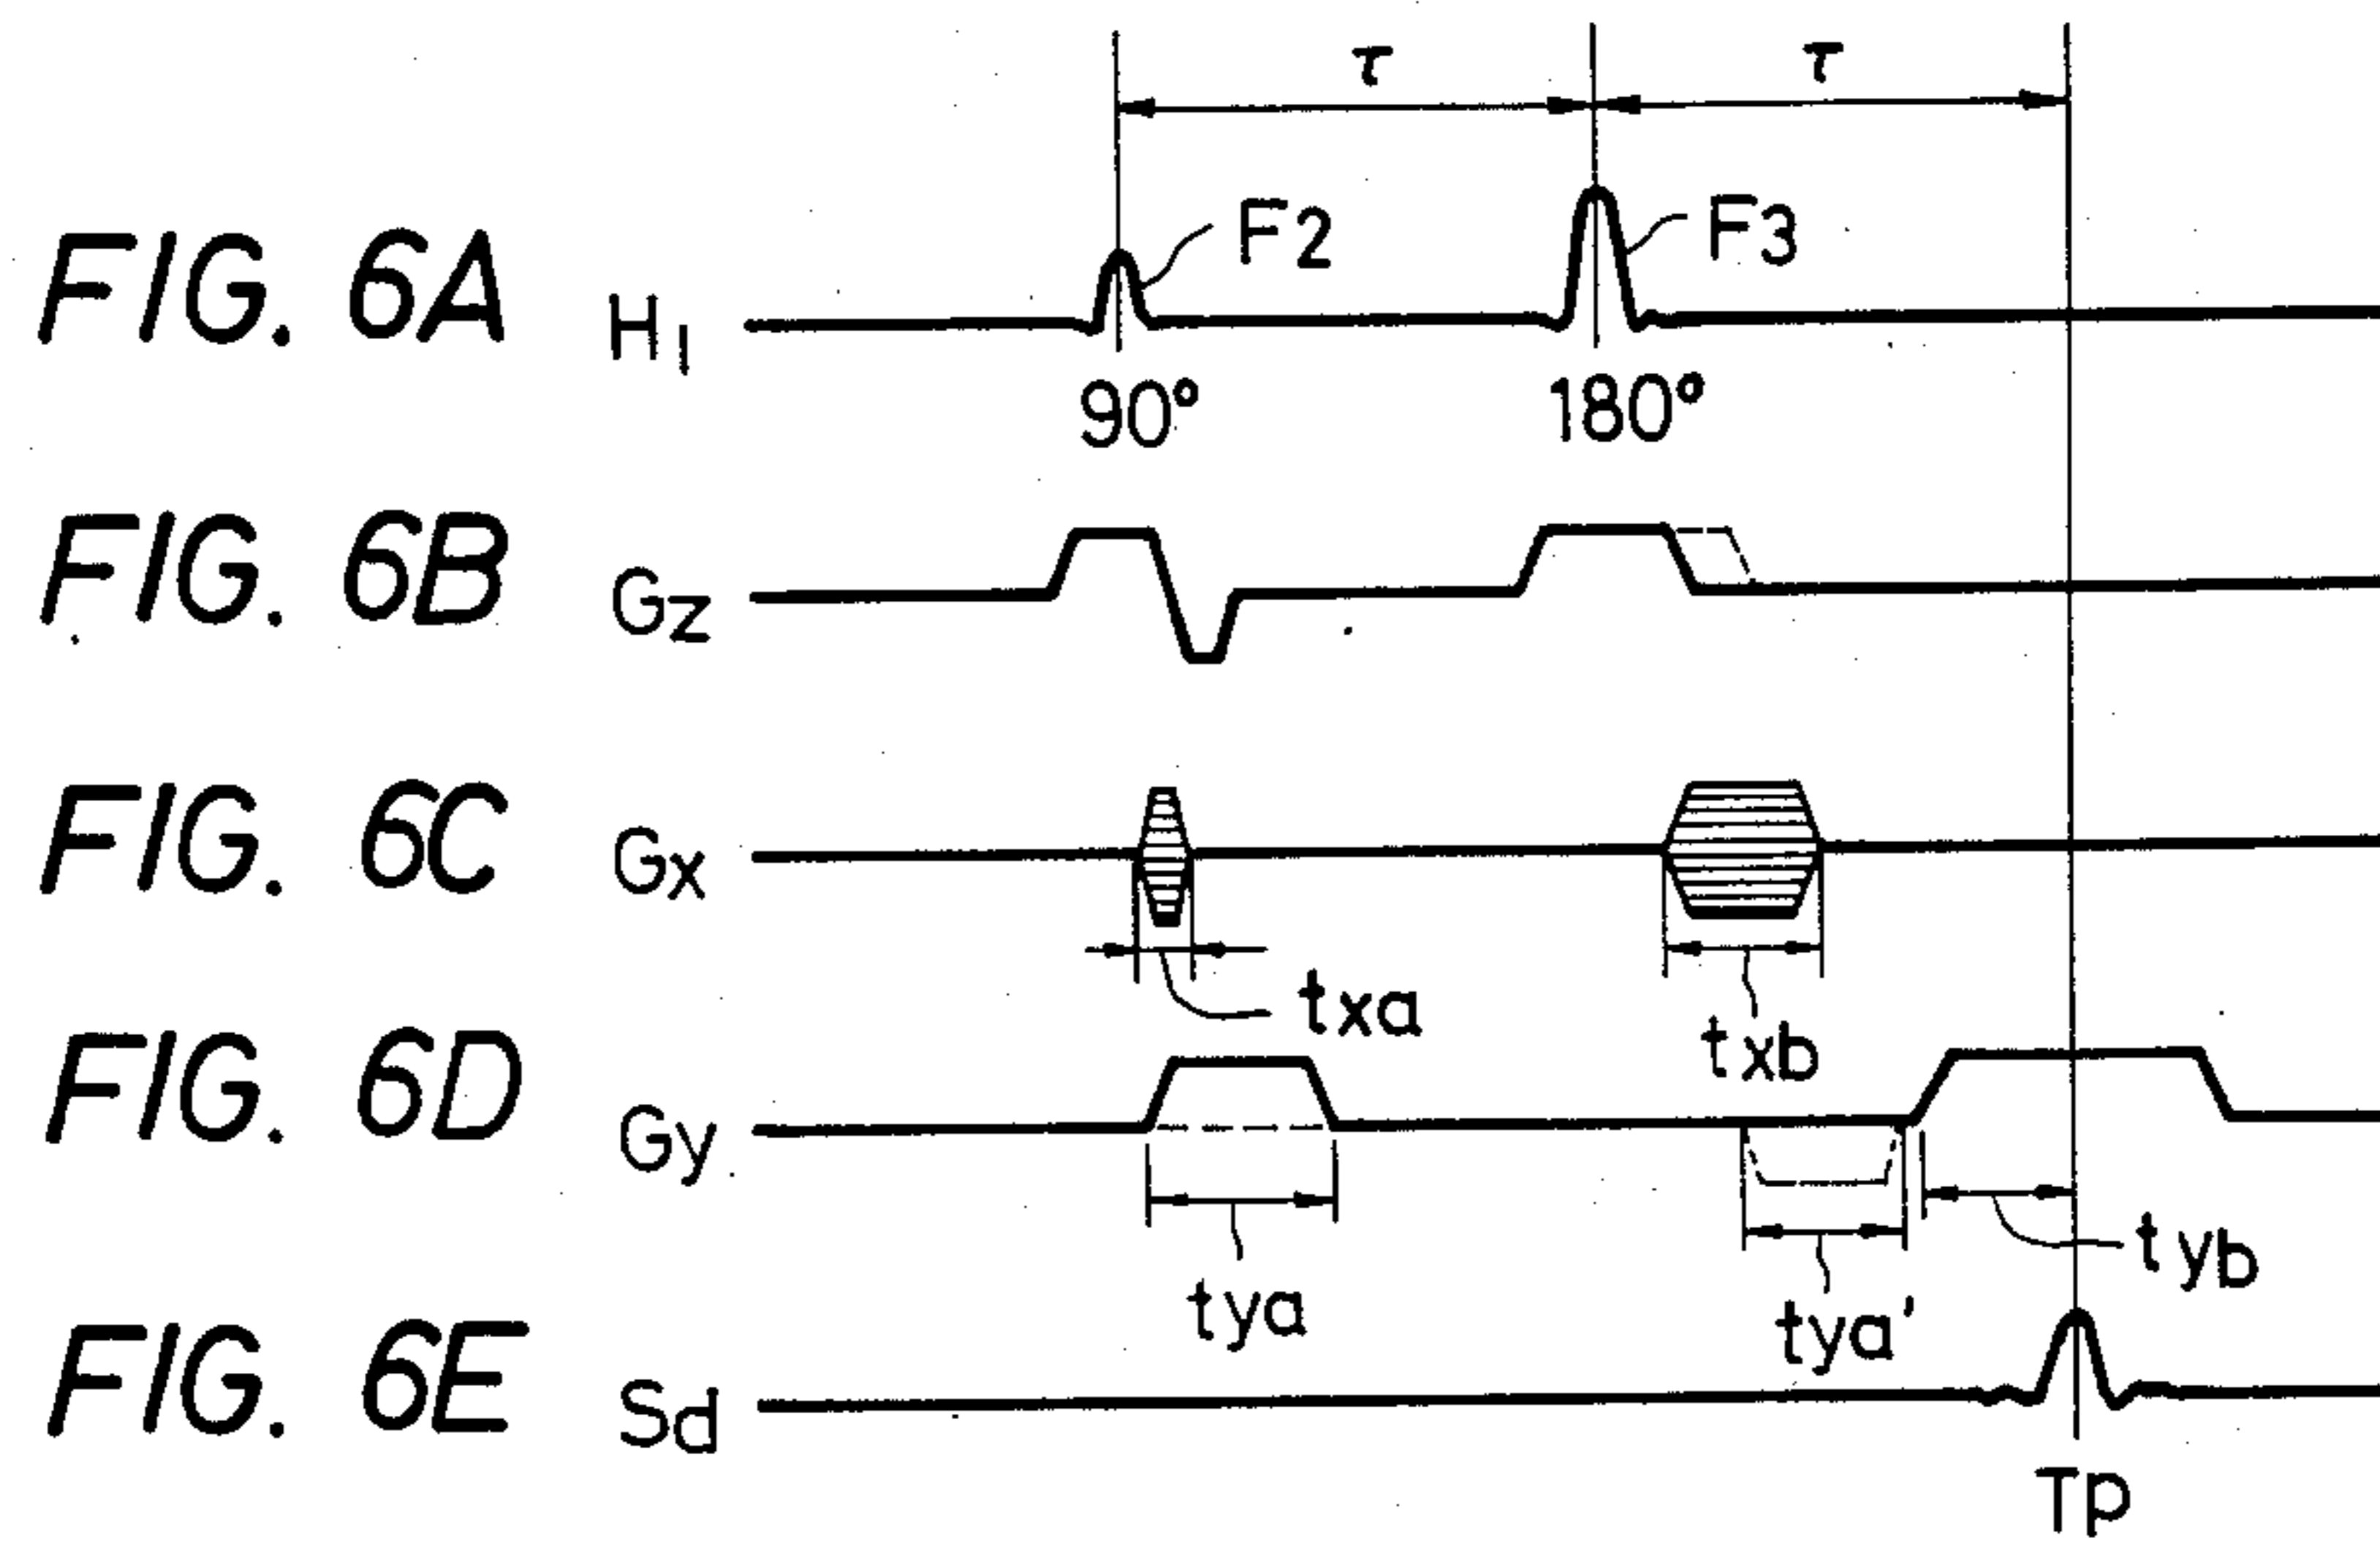 τ τ
F2 F3
FIG. 6A H1
90° 180°
FIG. 6B Gz
FIG. 6C Gx
txa txb
FIG. 6D Gy
tya tya' tyb
FIG. 6E Sd
Tp